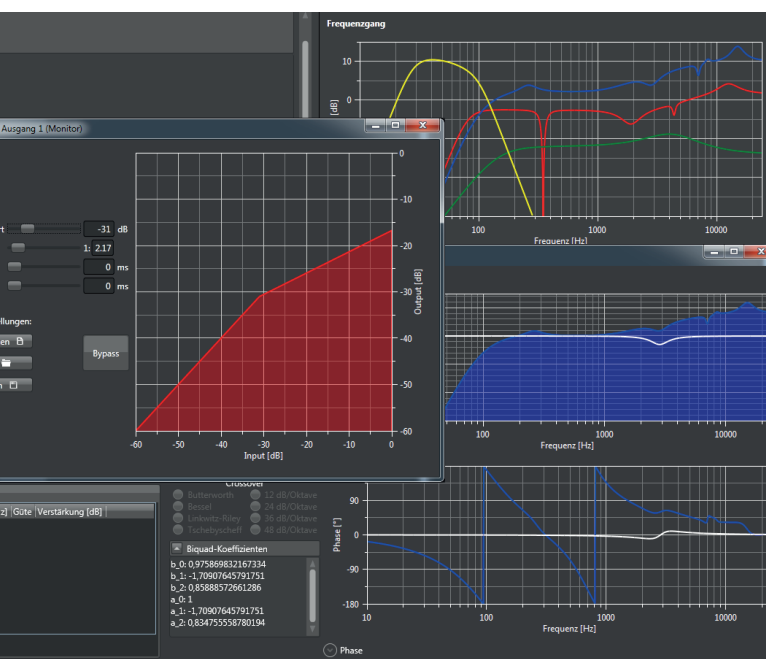 Frequenzgang
10
0
[dB]
100
1000
10000
Frequenz [Hz]
Ausgang 1 (Monitor)
0
-10
-20
-30
-40
-50
-60
Output [dB]
-60
-50
-40
-30
-20
-10
0
Input [dB]
rt
-31 dB
1: 2.17
0 ms
0 ms
llungen:
en
n
Bypass
100
1000
10000
Frequenz [Hz]
z] Güte Verstärkung [dB]
Crossover
Butterworth 12 dB/Oktave
Bessel 24 dB/Oktave
Linkwitz-Riley 36 dB/Oktave
Tschebyscheff 48 dB/Oktave
Biquad-Koeffizienten
b_0: 0,975869832167334
b_1: -1,70907645791751
b_2: 0,85888572661286
a_0: 1
a_1: -1,70907645791751
a_2: 0,834755558780194
90
0
-90
-180
Phase [°]
10
100
1000
10000
Frequenz [Hz]
Phase